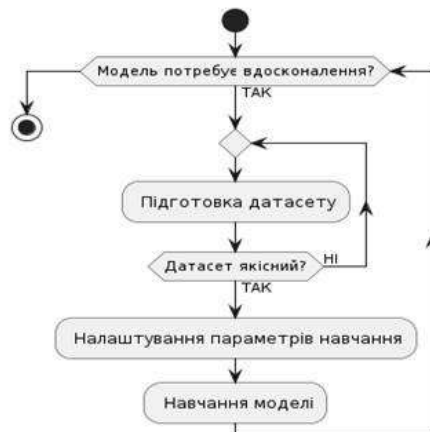 Модель потребує вдосконалення?
ТАК
Підготовка датасету
Датасет якісний?
НІ
ТАК
Налаштування параметрів навчання
Навчання моделі